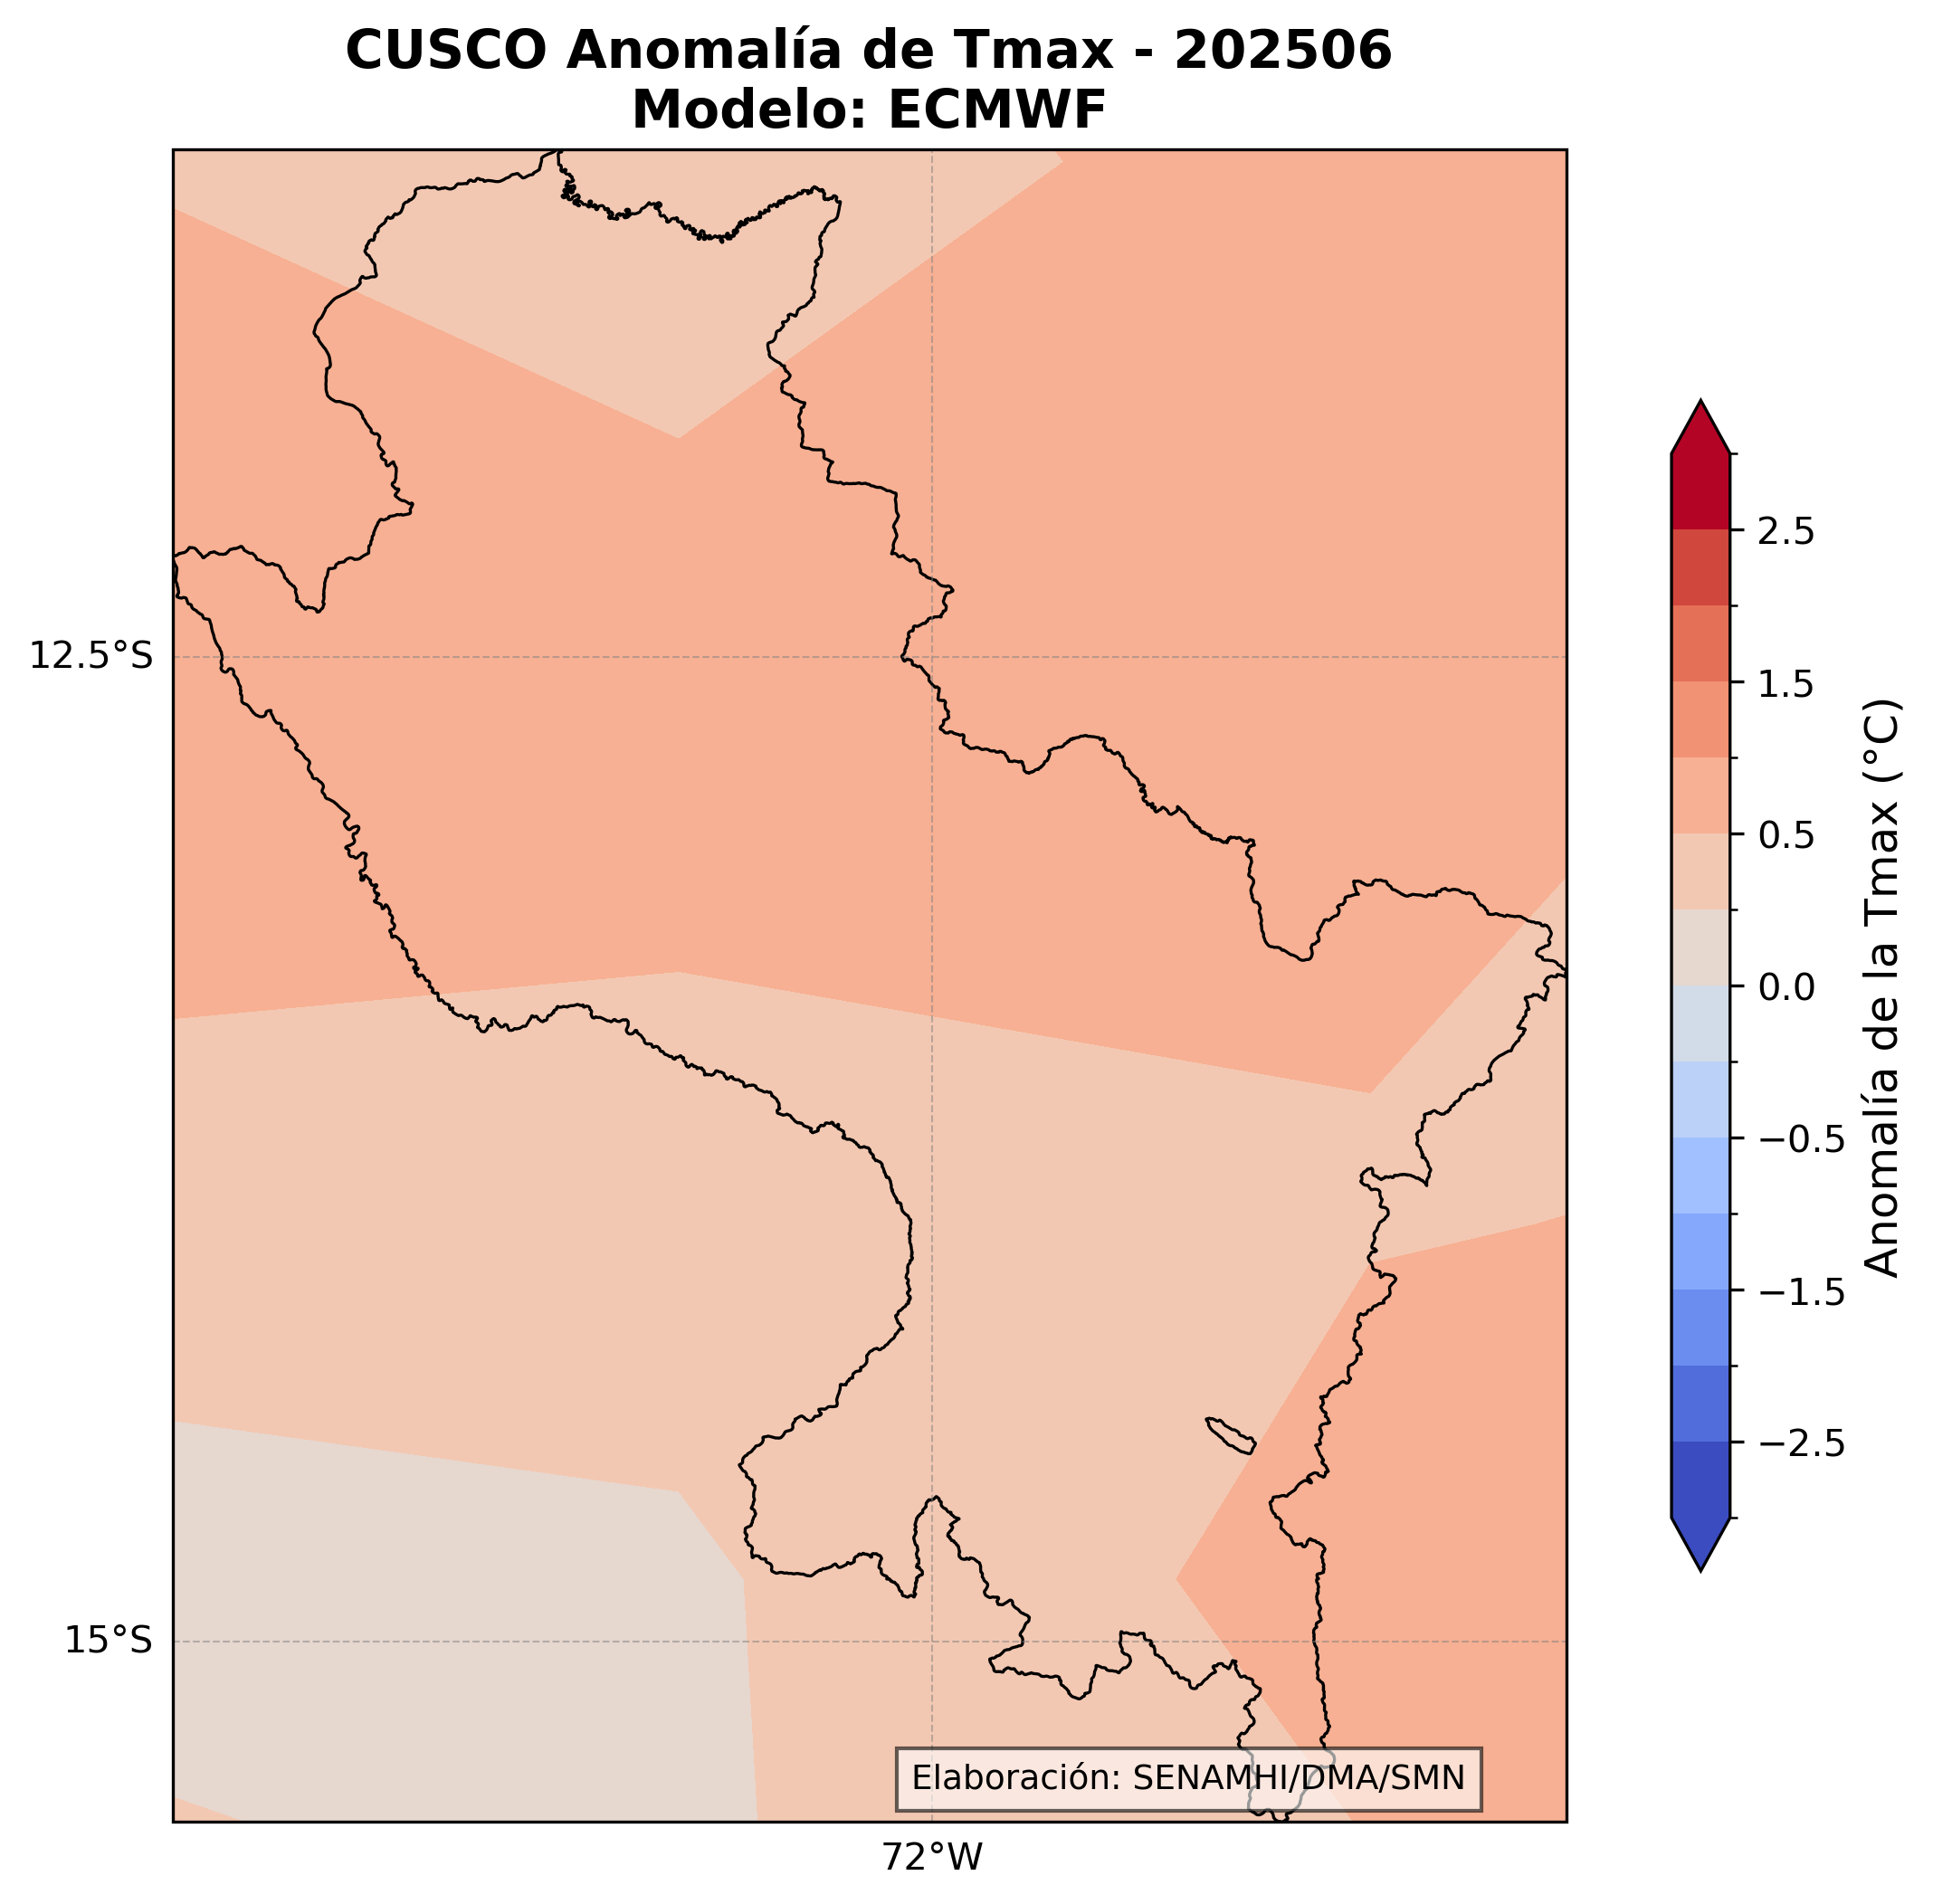 CUSCO Anomalía de Tmax - 202506
Modelo: ECMWF
12.5°S
15°S
72°W
Elaboración: SENAMHI/DMA/SMN
2.5
1.5
0.5
0.0
−0.5
−1.5
−2.5
Anomalía de la Tmax (°C)